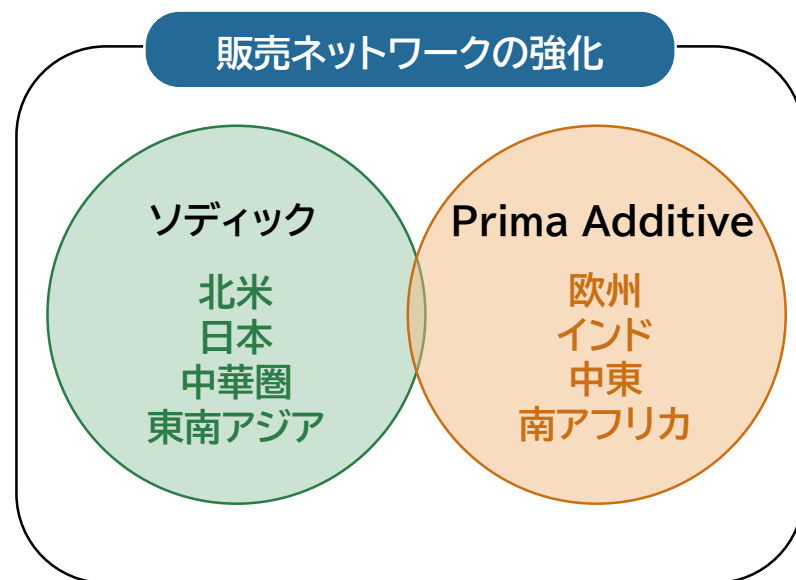 販売ネットワークの強化
ソディック
北米
日本
中華圏
東南アジア
Prima Additive
欧州
インド
中東
南アフリカ